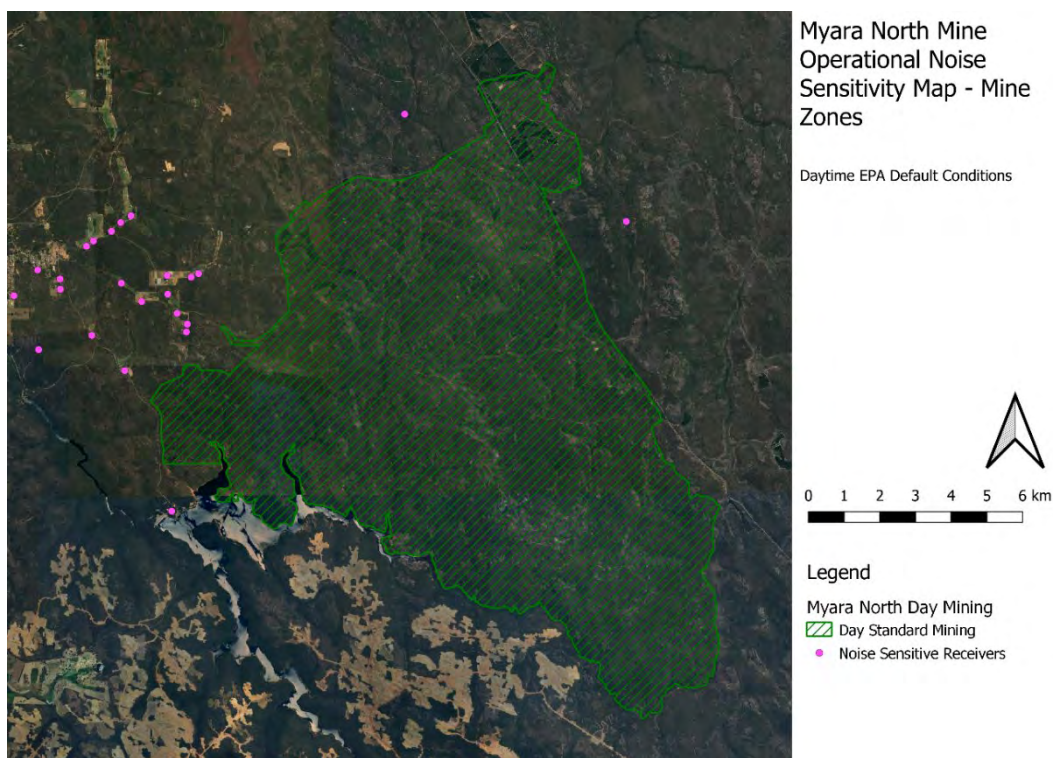 Myara North Mine
Operational Noise
Sensitivity Map - Mine
Zones
Daytime EPA Default Conditions
0 1 2 3 4 5 6 km
Legend
Myara North Day Mining
Day Standard Mining
Noise Sensitive Receivers